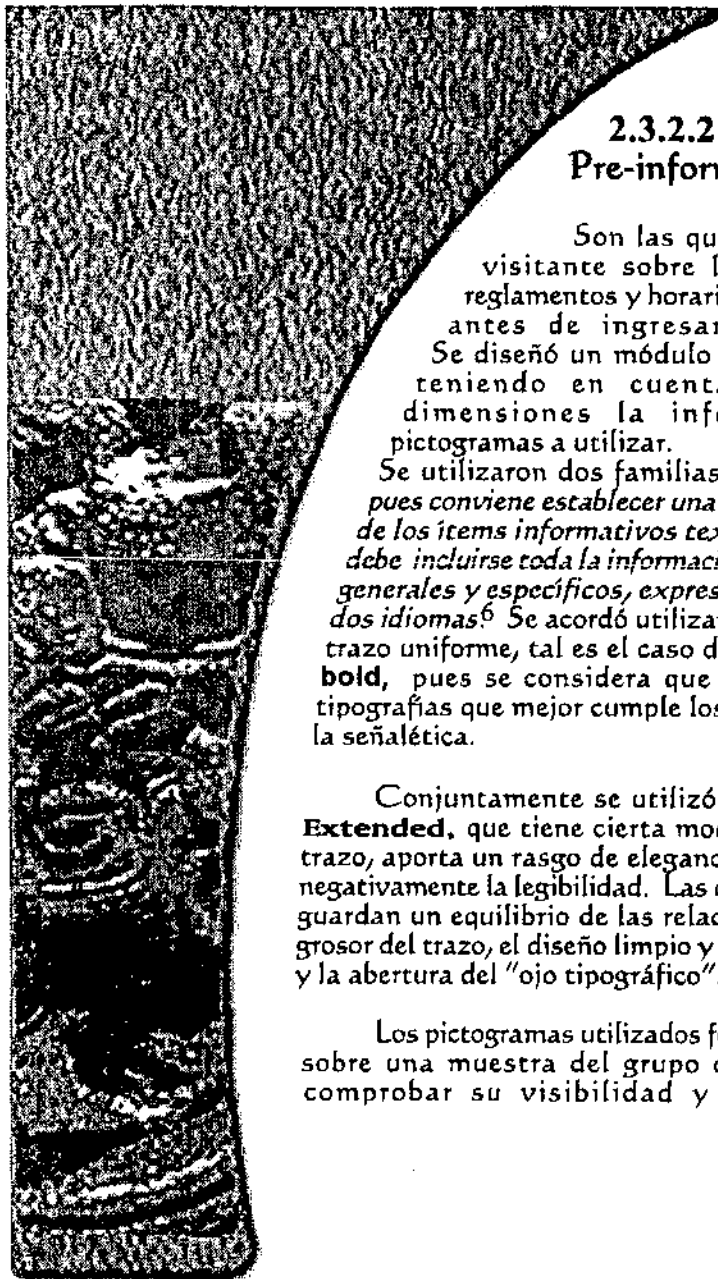 2.3.2.2
Pre-infor
Son las qu
visitante sobre l
reglamentos y horari
antes de ingresar
Se diseñó un módulo
teniendo en cuent
dimensiones la inf
pictogramas a utilizar.
Se utilizaron dos familias
pues conviene establecer una
de los ítems informativos tex
debe incluirse toda la informaci
generales y específicos, expres
dos idiomas.6 Se acordó utiliza
trazo uniforme, tal es el caso d
bold, pues se considera que
tipografías que mejor cumple los
la señalética.
Conjuntamente se utilizó
Extended, que tiene cierta mo
trazo, aporta un rasgo de eleganc
negativamente la legibilidad. Las
guardan un equilibrio de las relac
grosor del trazo, el diseño limpio y
y la abertura del "ojo tipográfico".
Los pictogramas utilizados f
sobre una muestra del grupo
comprobar su visibilidad y